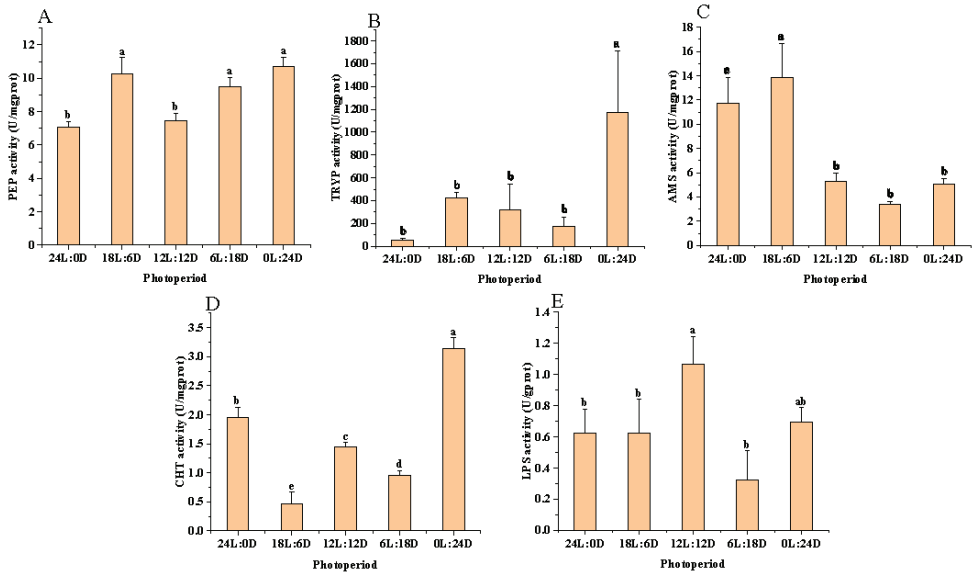 A
12
10
8
6
4
2
0
PEP activity (U/mgprot)
b
a
b
a
a
24L:0D 18L:6D 12L:12D 6L:18D 0L:24D
Photoperiod
B
1800
1600
1400
1200
1000
800
600
400
200
0
TRYP activity (U/mgprot)
b
b
b
b
a
24L:0D 18L:6D 12L:12D 6L:18D 0L:24D
Photoperiod
C
18
16
14
12
10
8
6
4
2
0
AMS activity (U/mgprot)
a
a
b
b
b
24L:0D 18L:6D 12L:12D 6L:18D 0L:24D
Photoperiod
D
3.5
3.0
2.5
2.0
1.5
1.0
0.5
0.0
CHT activity (U/mgprot)
b
e
c
d
a
24L:0D 18L:6D 12L:12D 6L:18D 0L:24D
Photoperiod
E
1.4
1.2
1.0
0.8
0.6
0.4
0.2
0.0
LPS activity (U/gprot)
b
b
a
b
ab
24L:0D 18L:6D 12L:12D 6L:18D 0L:24D
Photoperiod